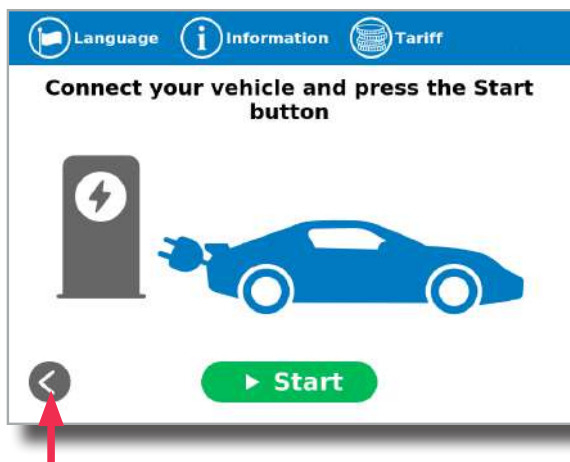 Language Information Tariff
Connect your vehicle and press the Start
button
Start